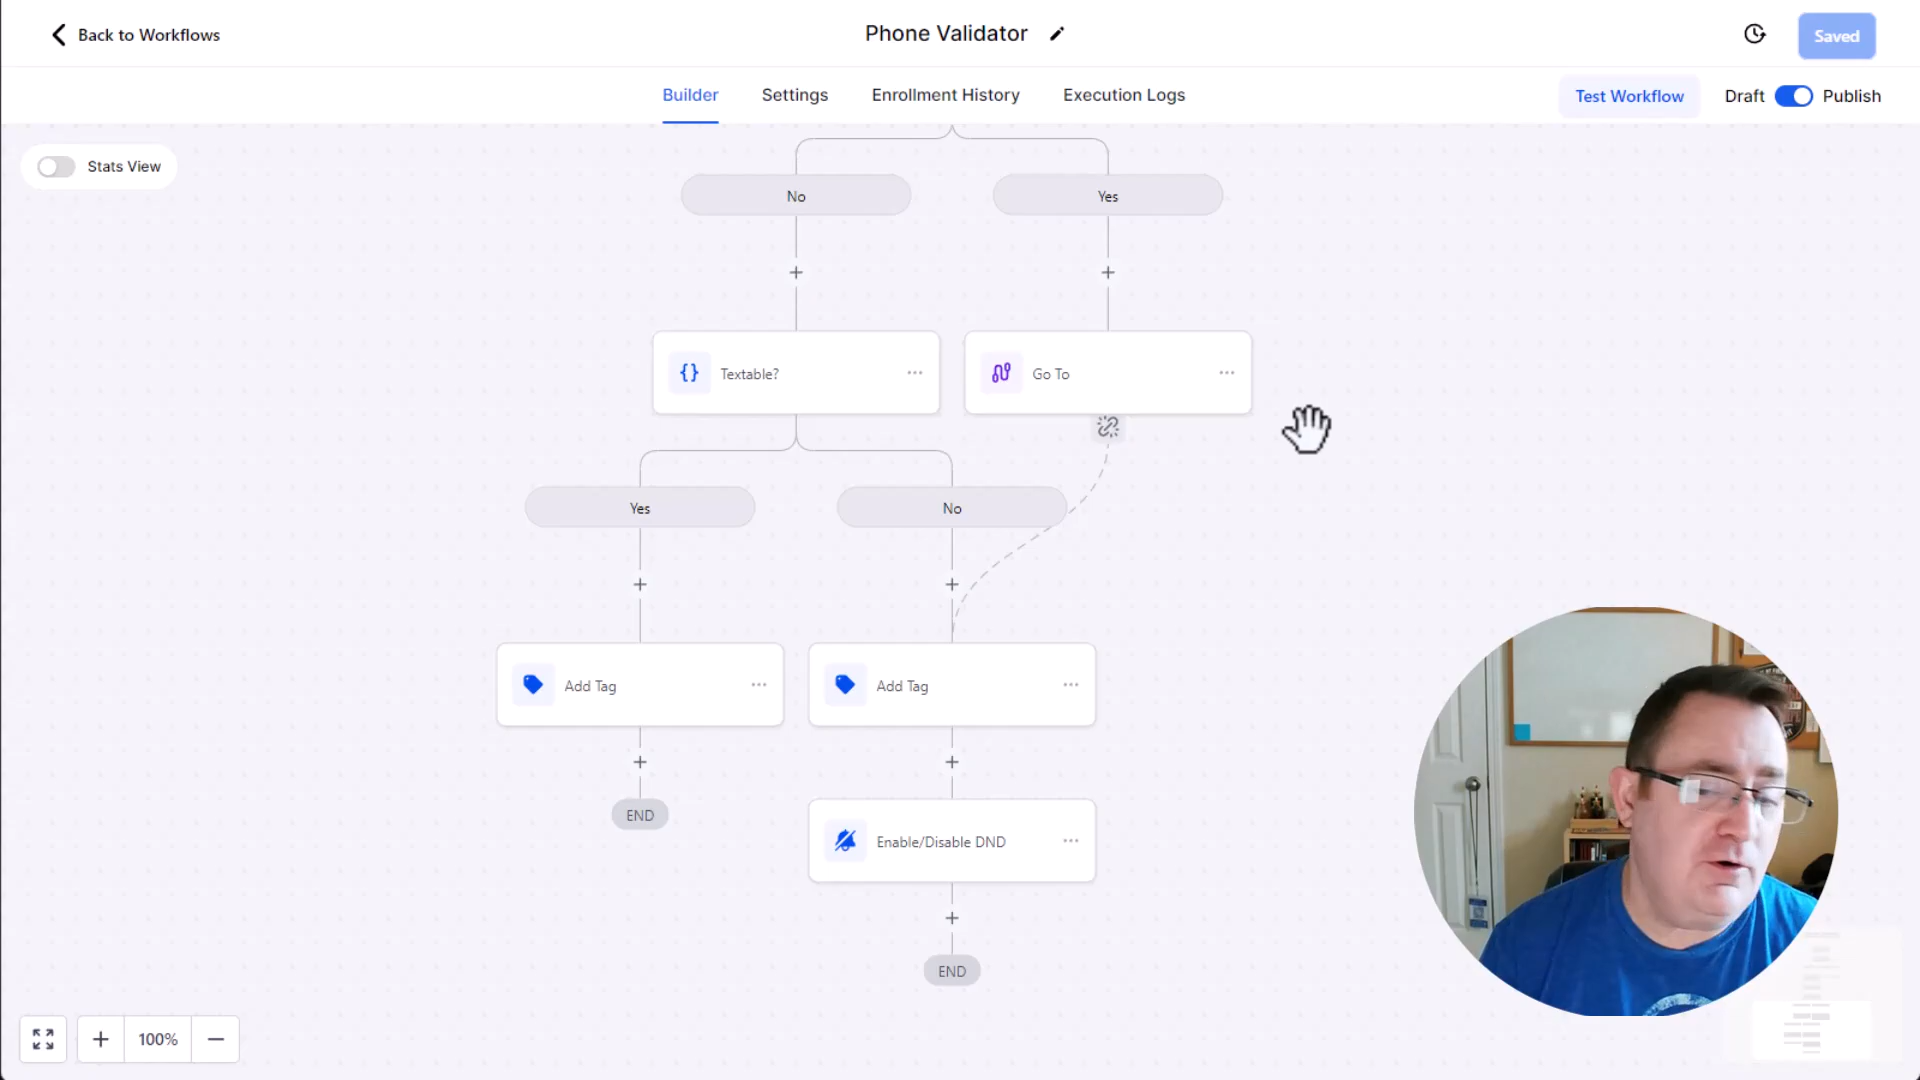 Back to Workflows
Phone Validator
Saved
Builder
Settings
Enrollment History
Execution Logs
Test Workflow
Draft
Publish
Stats View
No
Yes
Textable?
Go To
Yes
No
Add Tag
Add Tag
END
Enable/Disable DND
END
100%